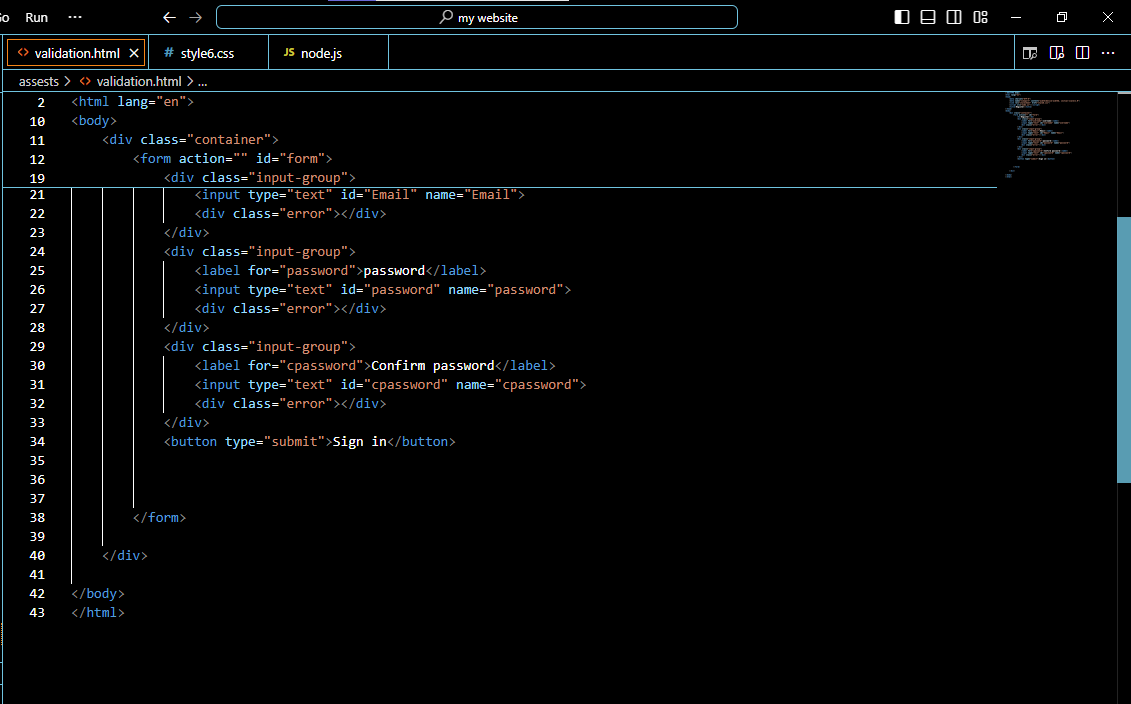 Run ...
my website
validation.html
# style6.css
JS node.js
assests > validation.html > ...
2 <html lang="en">
10 <body>
11 <div class="container">
12 <form action="" id="form">
19 <div class="input-group">
21 <input type="text" id="Email" name="Email">
22 <div class="error"></div>
23 </div>
24 <div class="input-group">
25 <label for="password">password</label>
26 <input type="text" id="password" name="password">
27 <div class="error"></div>
28 </div>
29 <div class="input-group">
30 <label for="cpassword">Confirm password</label>
31 <input type="text" id="cpassword" name="cpassword">
32 <div class="error"></div>
33 </div>
34 <button type="submit">Sign in</button>
35
36
37
38 </form>
39
40 </div>
41
42 </body>
43 </html>